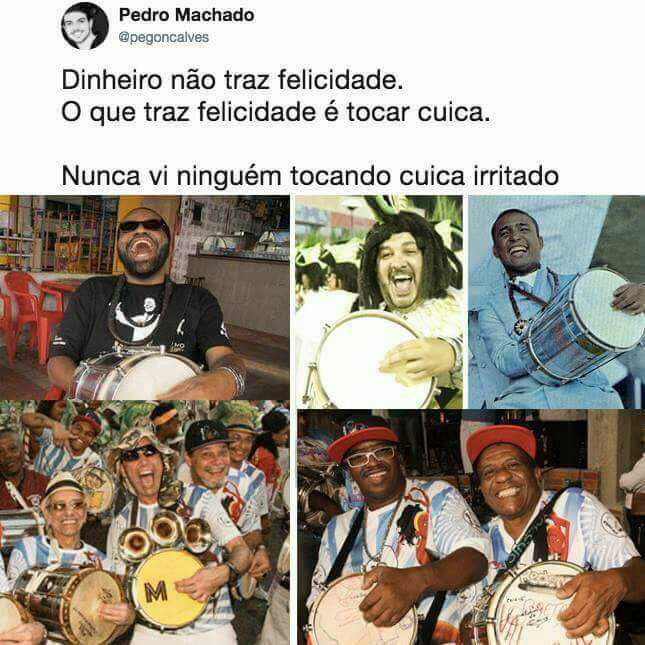 Pedro Machado
@pegoncalves
Dinheiro não traz felicidade.
O que traz felicidade é tocar cuica.
Nunca vi ninguém tocando cuica irritado
M